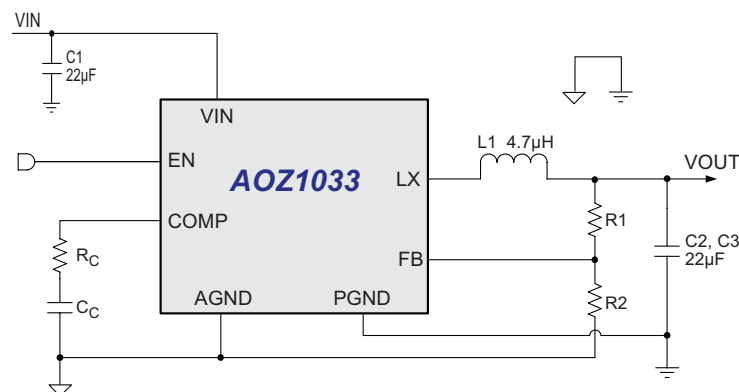 VIN
C1
22µF
VIN
EN
AOZ1033
LX
L1 4.7µH
VOUT
COMP
R1
C2, C3
22µF
FB
RC
CC
AGND
PGND
R2